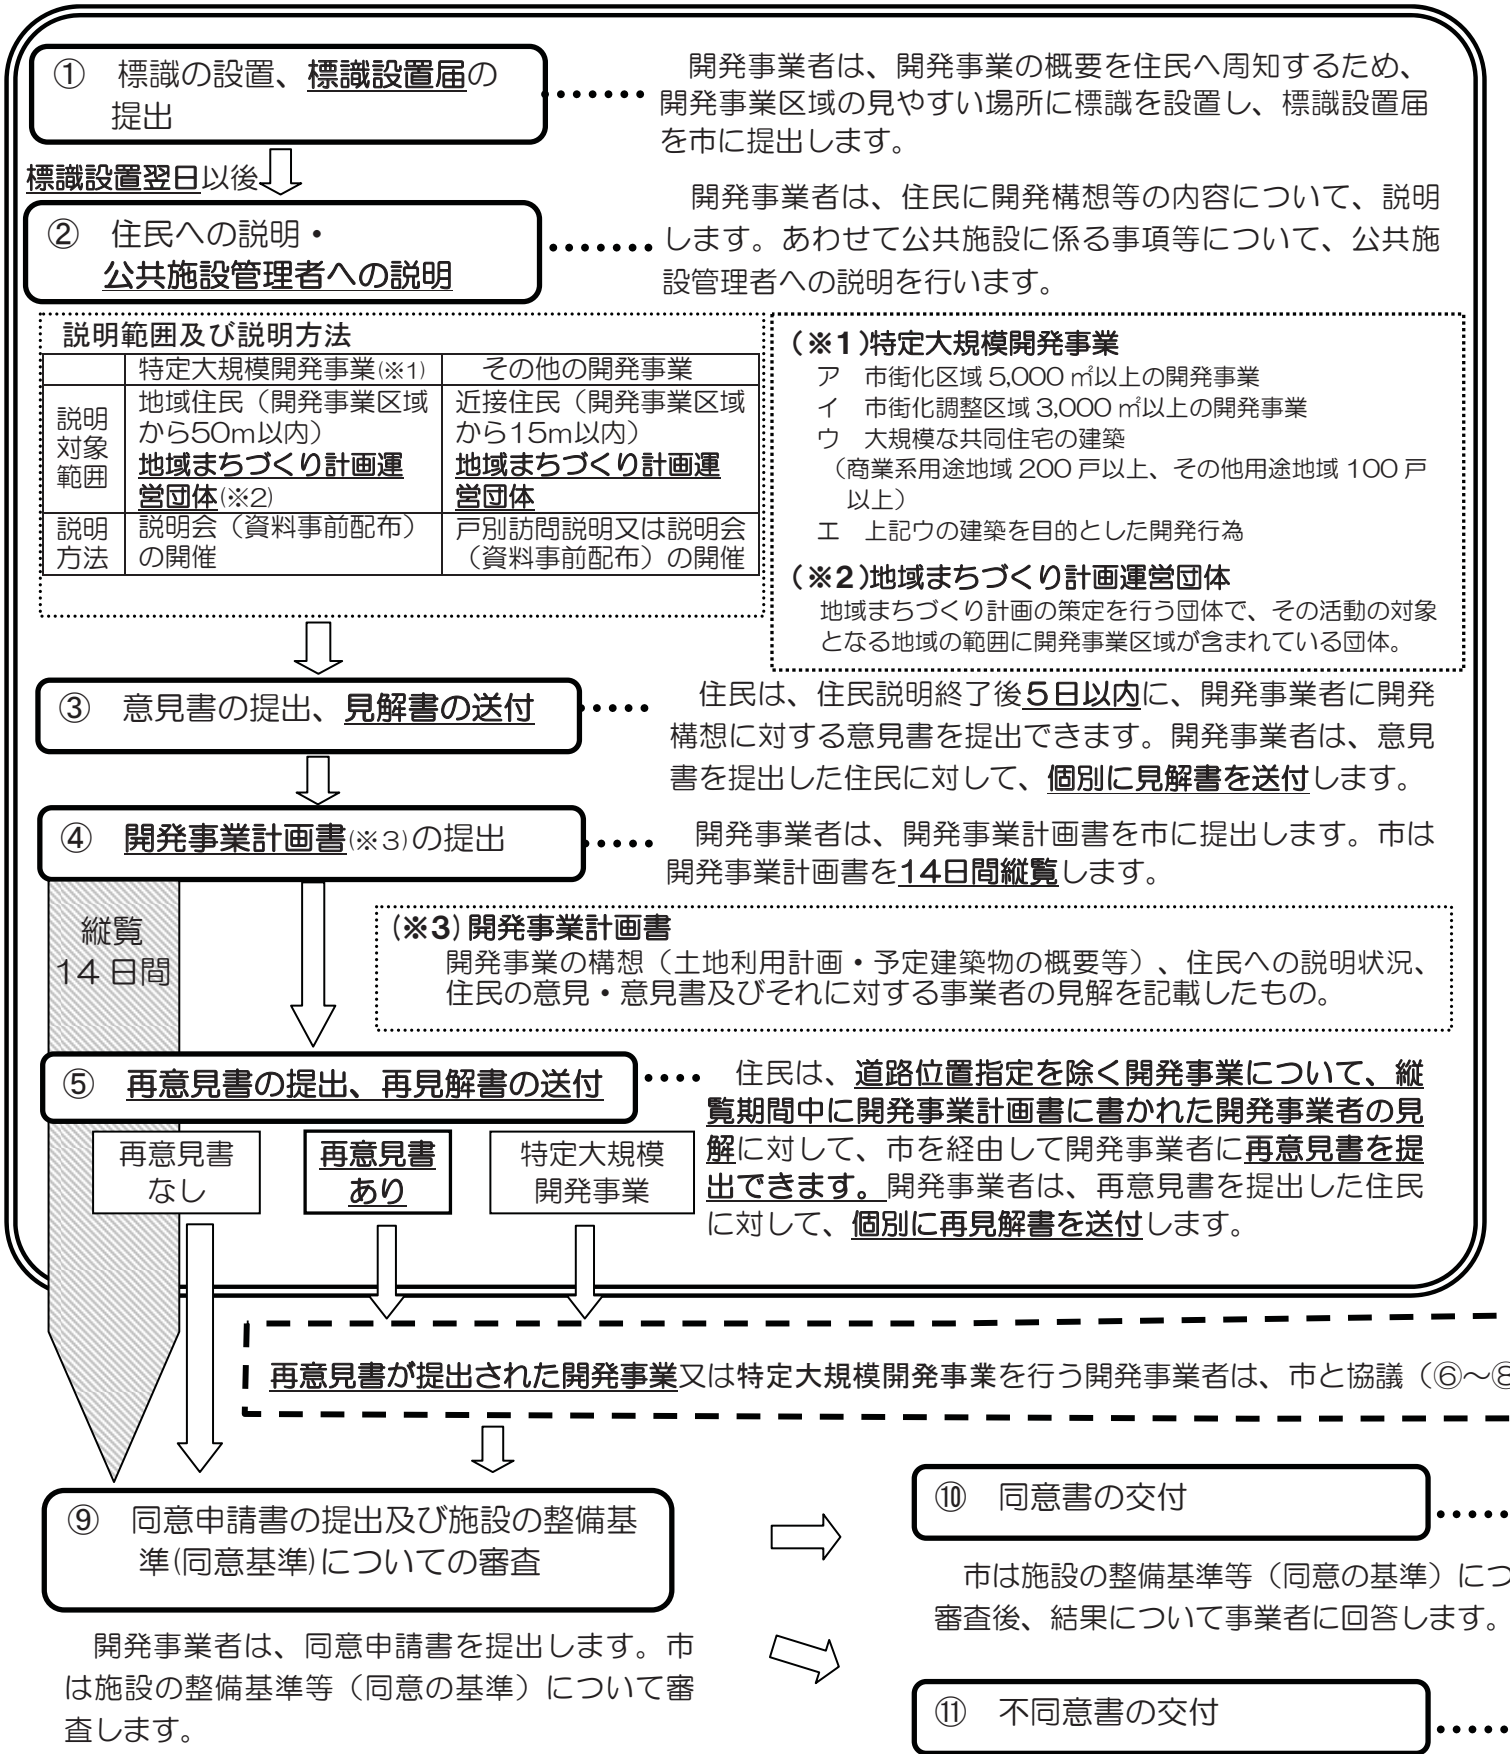 ① 標識の設置、標識設置届の
提出
開発事業者は、開発事業の概要を住民へ周知するため、
開発事業区域の見やすい場所に標識を設置し、標識設置届
を市に提出します。
標識設置翌日以後
② 住民への説明・
公共施設管理者への説明
開発事業者は、住民に開発構想等の内容について、説明
します。あわせて公共施設に係る事項等について、公共施
設管理者への説明を行います。
説明範囲及び説明方法
特定大規模開発事業(※1)
その他の開発事業
説明
対象
範囲
地域住民(開発事業区域
から50m以内)
地域まちづくり計画運
営団体(※2)
近接住民(開発事業区域
から15m以内)
地域まちづくり計画運
営団体
説明
方法
説明会(資料事前配布)
の開催
戸別訪問説明又は説明会
(資料事前配布)の開催
(※1)特定大規模開発事業
ア 市街化区域 5,000 ㎡以上の開発事業
イ 市街化調整区域 3,000 ㎡以上の開発事業
ウ 大規模な共同住宅の建築
(商業系用途地域 200 戸以上、その他用途地域 100 戸
以上)
エ 上記ウの建築を目的とした開発行為
(※2)地域まちづくり計画運営団体
地域まちづくり計画の策定を行う団体で、その活動の対象
となる地域の範囲に開発事業区域が含まれている団体。
③ 意見書の提出、見解書の送付
住民は、住民説明終了後5日以内に、開発事業者に開発
構想に対する意見書を提出できます。開発事業者は、意見
書を提出した住民に対して、個別に見解書を送付します。
④ 開発事業計画書(※3)の提出
開発事業者は、開発事業計画書を市に提出します。市は
開発事業計画書を14日間縦覧します。
縦覧
14 日間
(※3)開発事業計画書
開発事業の構想(土地利用計画・予定建築物の概要等)、住民への説明状況、
住民の意見・意見書及びそれに対する事業者の見解を記載したもの。
⑤ 再意見書の提出、再見解書の送付
住民は、道路位置指定を除く開発事業について、縦
覧期間中に開発事業計画書に書かれた開発事業者の見
解に対して、市を経由して開発事業者に再意見書を提
出できます。開発事業者は、再意見書を提出した住民
に対して、個別に再見解書を送付します。
再意見書
なし
再意見書
あり
特定大規模
開発事業
再意見書が提出された開発事業又は特定大規模開発事業を行う開発事業者は、市と協議(⑥~⑧
⑨ 同意申請書の提出及び施設の整備基
準(同意基準)についての審査
開発事業者は、同意申請書を提出します。市
は施設の整備基準等(同意の基準)について審
査します。
⑩ 同意書の交付
市は施設の整備基準等(同意の基準)につ
審査後、結果について事業者に回答します。
⑪ 不同意書の交付